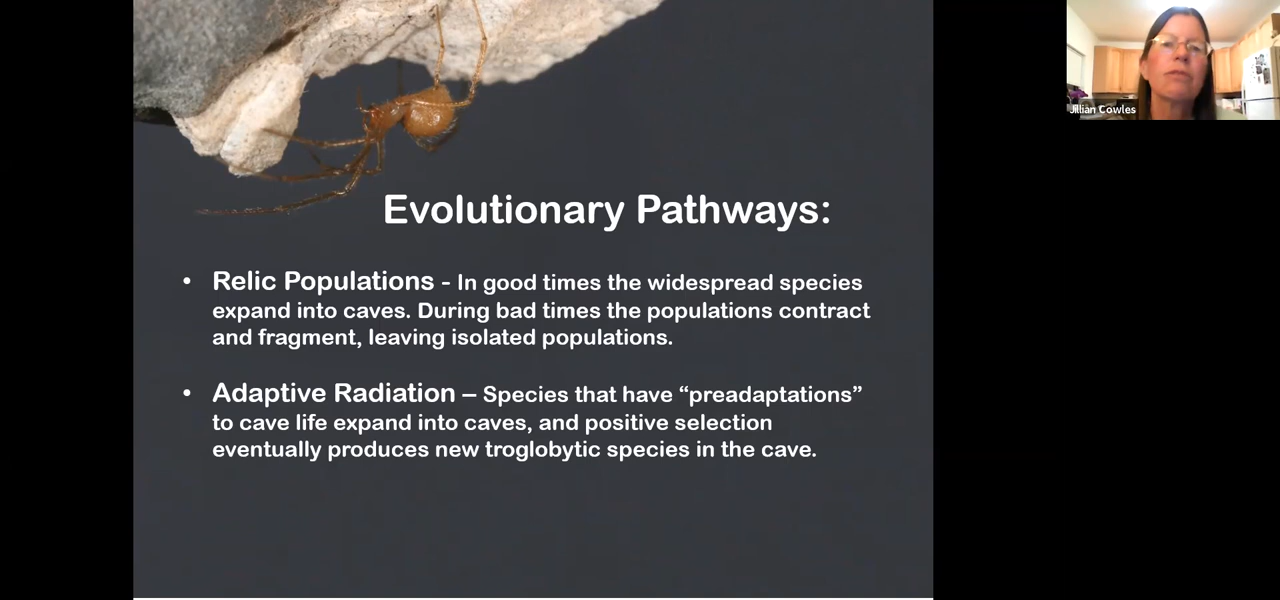 Jillian Cowles
Evolutionary Pathways:
• Relic Populations - In good times the widespread species
expand into caves. During bad times the populations contract
and fragment, leaving isolated populations.
• Adaptive Radiation – Species that have “preadaptations”
to cave life expand into caves, and positive selection
eventually produces new troglobytic species in the cave.